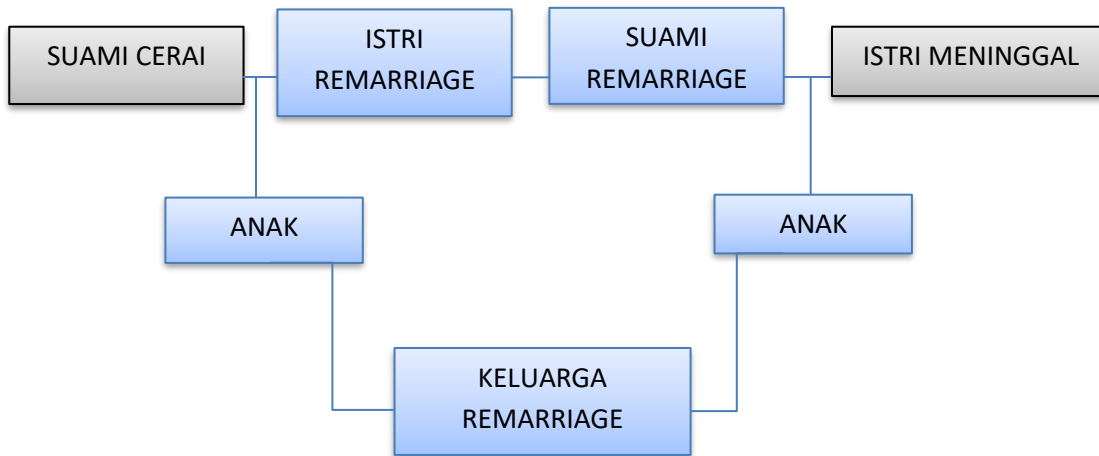 SUAMI CERAI
ISTRI
REMARRIAGE
SUAMI
REMARRIAGE
ISTRI MENINGGAL
ANAK
ANAK
KELUARGA
REMARRIAGE